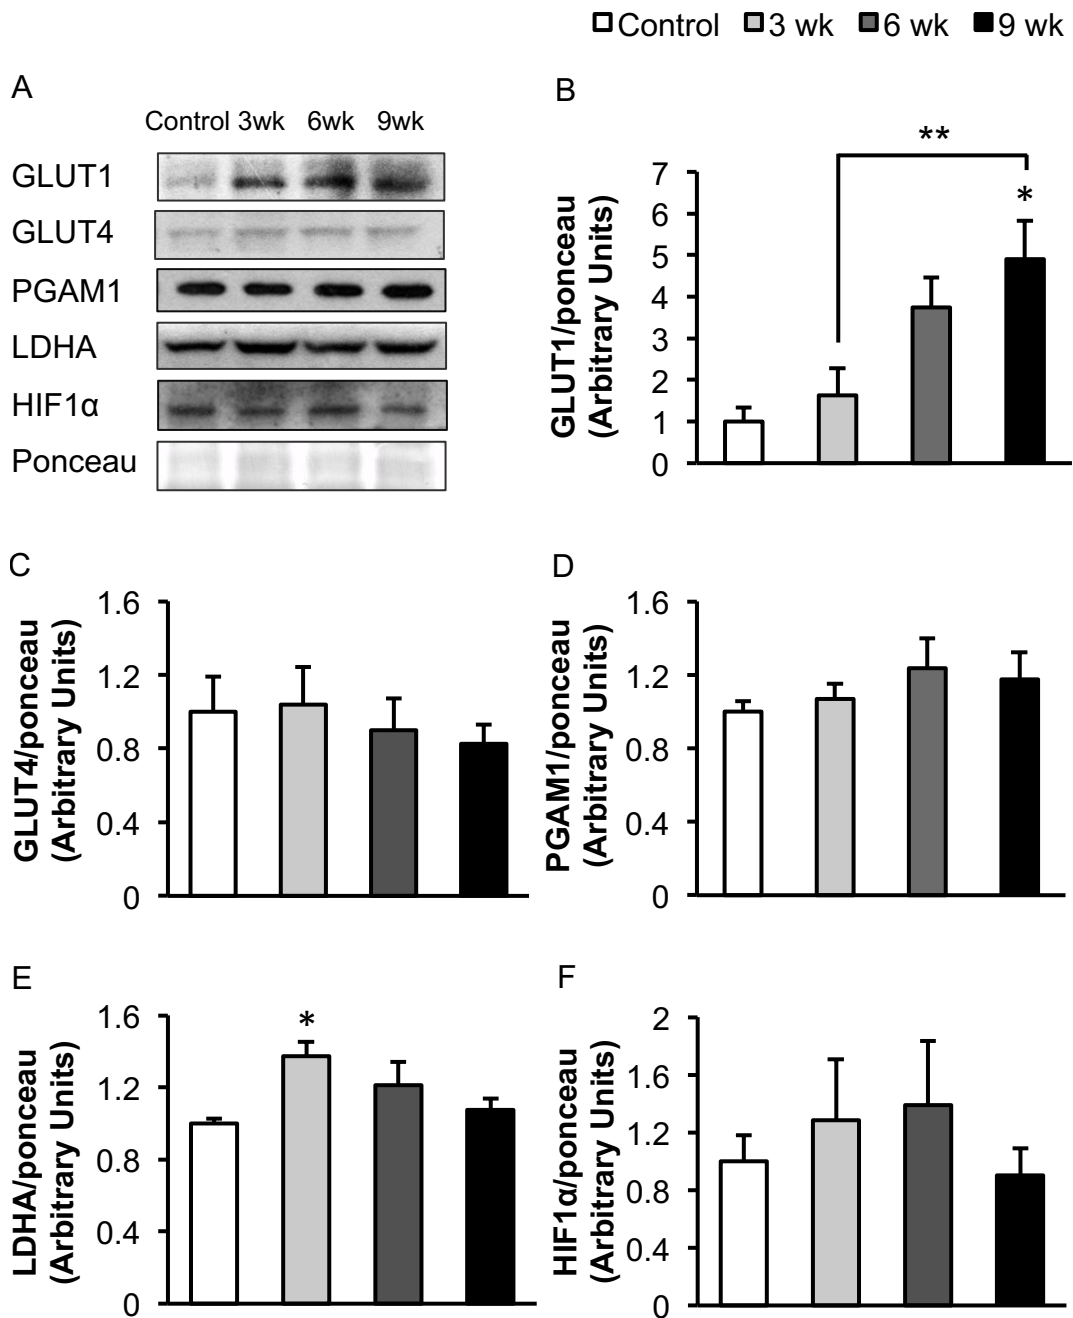 Control 3 wk 6 wk 9 wk
A
Control 3wk 6wk 9wk
GLUT1
GLUT4
PGAM1
LDHA
HIF1α
Ponceau
B
GLUT1/ponceau
(Arbitrary Units)
**
*
7
6
5
4
3
2
1
0
C
GLUT4/ponceau
(Arbitrary Units)
1.6
1.2
0.8
0.4
0
D
PGAM1/ponceau
(Arbitrary Units)
1.6
1.2
0.8
0.4
0
E
LDHA/ponceau
(Arbitrary Units)
*
1.6
1.2
0.8
0.4
0
F
HIF1α/ponceau
(Arbitrary Units)
2
1.6
1.2
0.8
0.4
0